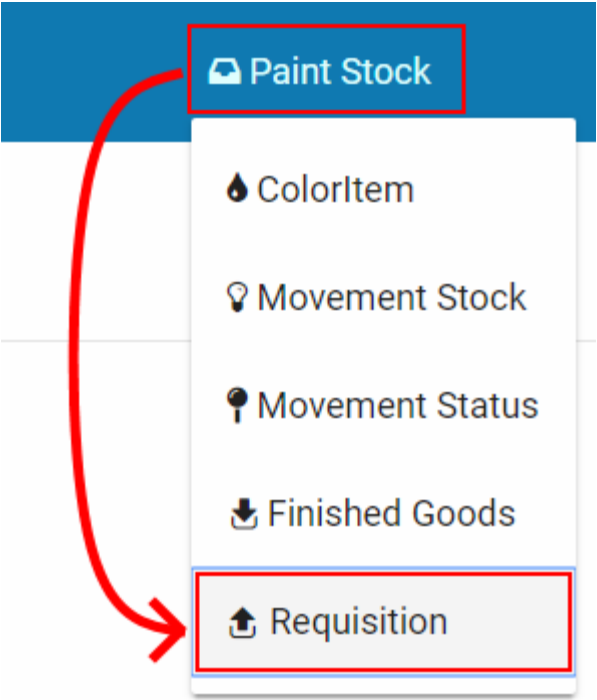 Paint Stock
ColorItem
Movement Stock
Movement Status
Finished Goods
Requisition